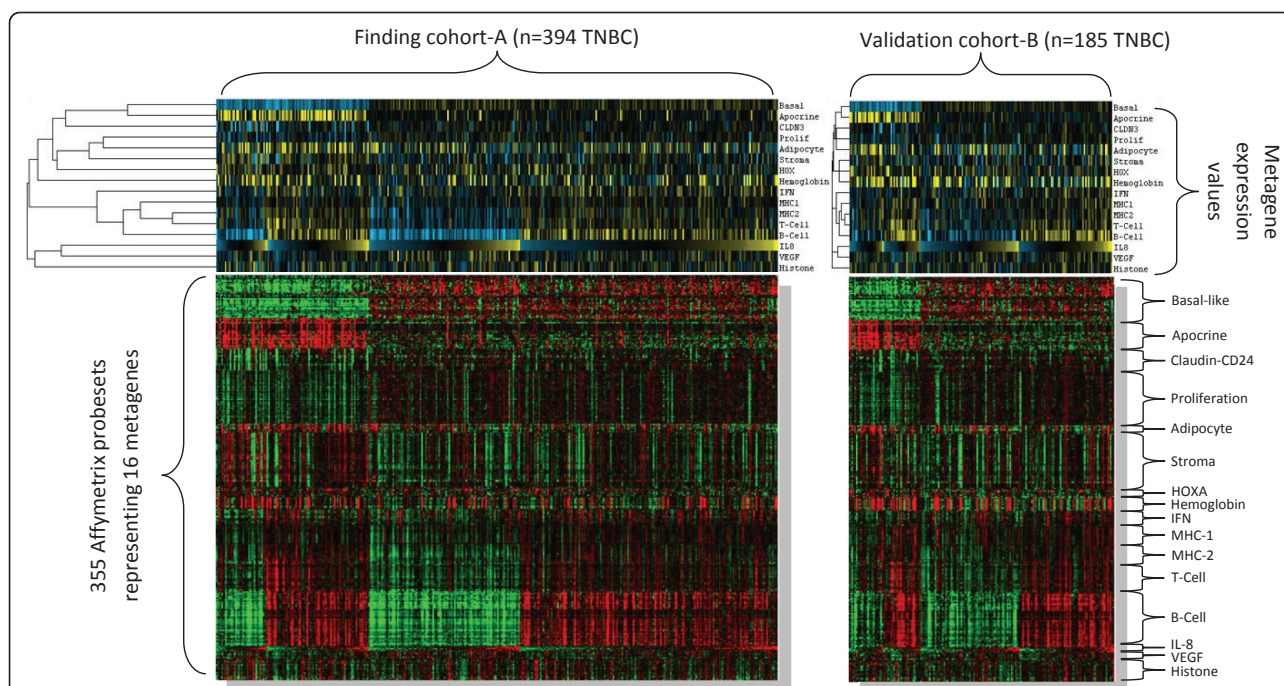 Finding cohort-A (n=394 TNBC)
Validation cohort-B (n=185 TNBC)
Basal
Apocrine
CLDN3
Prolif
Adipocyte
Stroma
HOX
Hemoglobin
IFN
MHC1
MHC2
T-Cell
B-Cell
IL8
VEGF
Histone
Basal
Apocrine
CLDN3
Prolif
Adipocyte
Stroma
HOX
Hemoglobin
IFN
MHC1
MHC2
T-Cell
B-Cell
IL8
VEGF
Histone
Metagene
expression
values
355 Affymetrix probesets
representing 16 metagenes
Basal-like
Apocrine
Claudin-CD24
Proliferation
Adipocyte
Stroma
HOXA
Hemoglobin
IFN
MHC-1
MHC-2
T-Cell
B-Cell
IL-8
VEGF
Histone